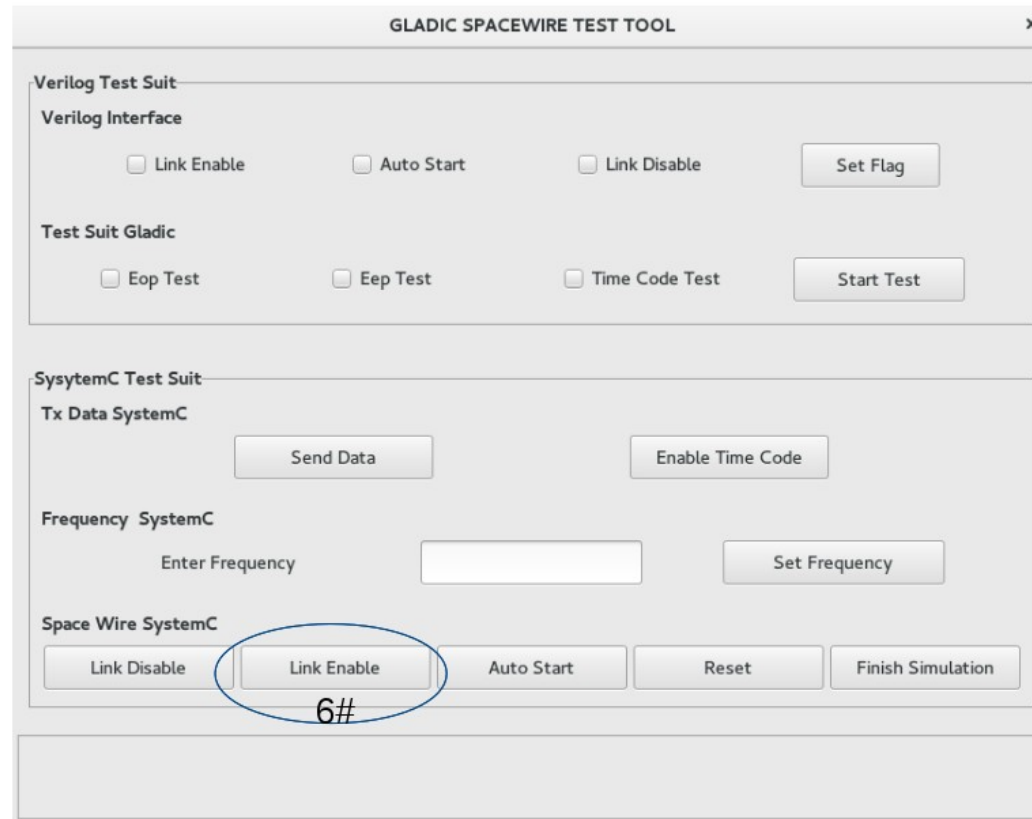 GLADIC SPACEWIRE TEST TOOL
Verilog Test Suit
Verilog Interface
Link Enable Auto Start Link Disable Set Flag
Test Suit Gladic
Eop Test Eep Test Time Code Test Start Test
SysytemC Test Suit
Tx Data SystemC
Send Data Enable Time Code
Frequency SystemC
Enter Frequency Set Frequency
Space Wire SystemC
Link Disable Link Enable Auto Start Reset Finish Simulation
6#